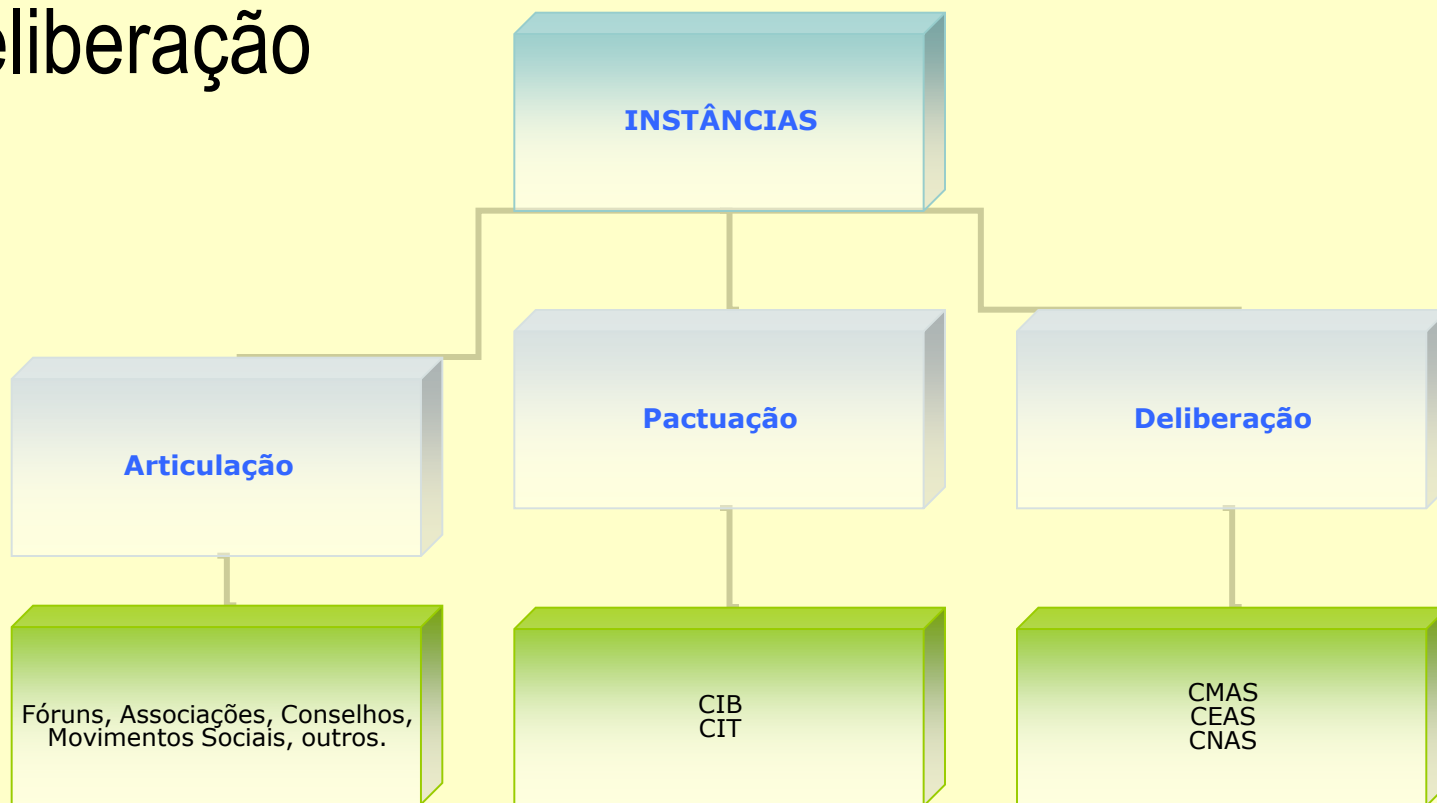 eliberação
INSTÂNCIAS
Articulação
Pactuação
Deliberação
Fóruns, Associações, Conselhos,
Movimentos Sociais, outros.
CIB
CIT
CMAS
CEAS
CNAS